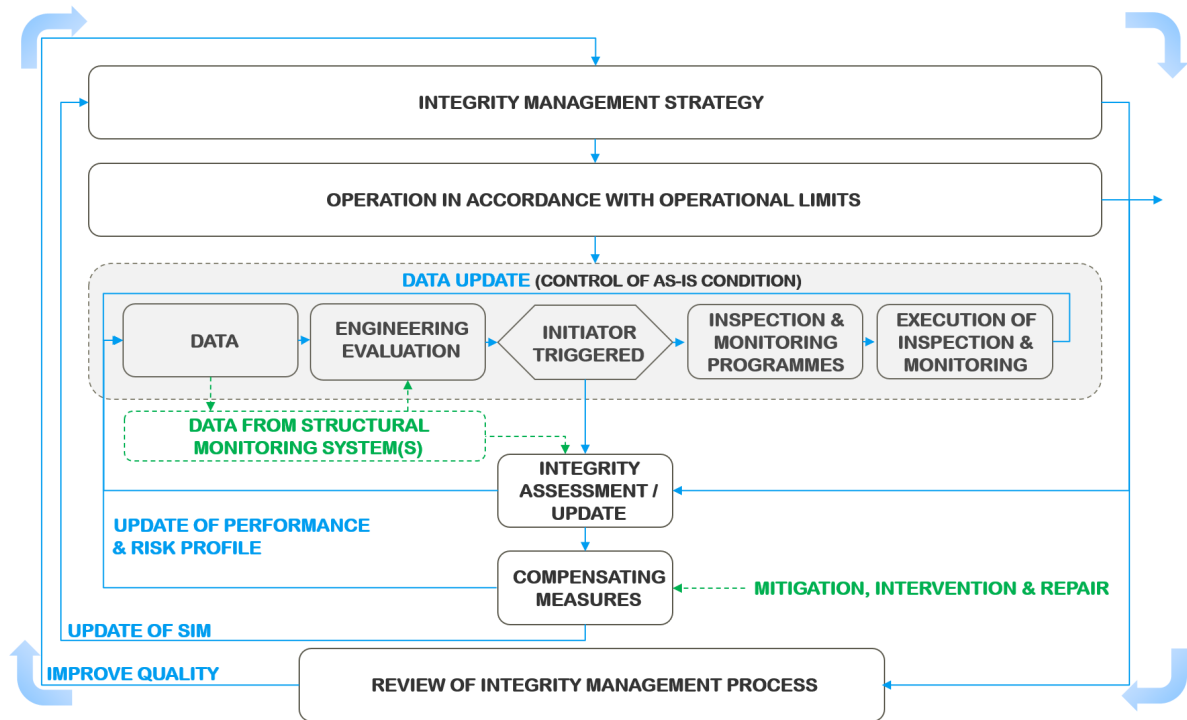 INTEGRITY MANAGEMENT STRATEGY
OPERATION IN ACCORDANCE WITH OPERATIONAL LIMITS
DATA UPDATE (CONTROL OF AS-IS CONDITION)
DATA
ENGINEERING
EVALUATION
INITIATOR
TRIGGERED
INSPECTION &
MONITORING
PROGRAMMES
EXECUTION OF
INSPECTION &
MONITORING
DATA FROM STRUCTURAL
MONITORING SYSTEM(S)
INTEGRITY
ASSESSMENT /
UPDATE
UPDATE OF PERFORMANCE
& RISK PROFILE
COMPENSATING
MEASURES
MITIGATION, INTERVENTION & REPAIR
UPDATE OF SIM
IMPROVE QUALITY
REVIEW OF INTEGRITY MANAGEMENT PROCESS